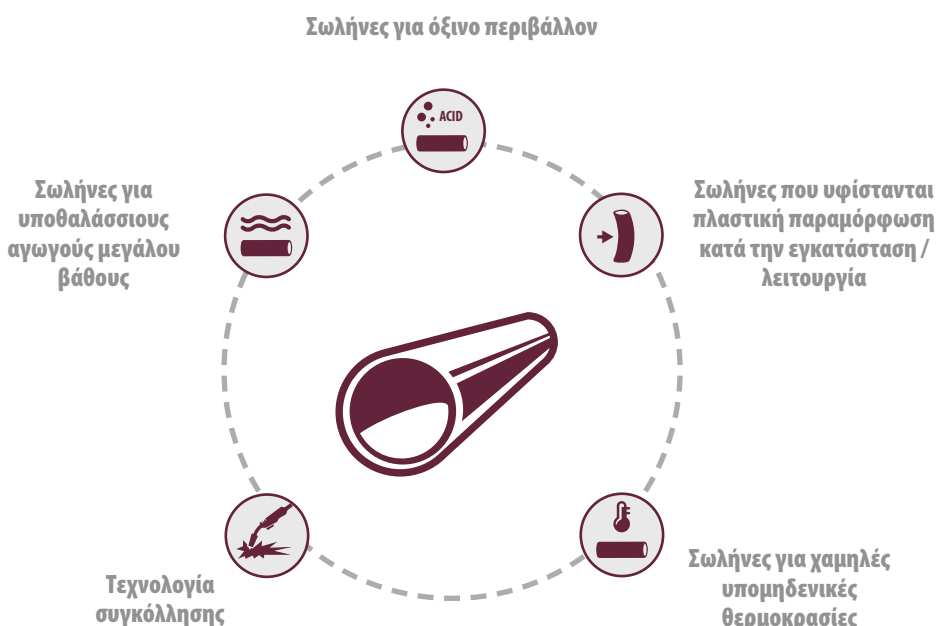 Σωλήνες για όξινο περιβάλλον
ACID
Σωλήνες για
υποθαλάσσιους
αγωγούς μεγάλου
βάθους
Σωλήνες που υφίστανται
πλαστική παραμόρφωση
κατά την εγκατάσταση /
λειτουργία
Τεχνολογία
συγκόλλησης
Σωλήνες για χαμηλές
υπομηδενικές
θερμοκρασίες